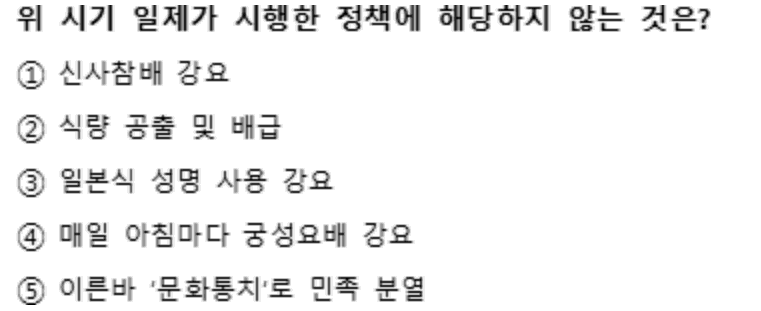 위 시기 일제가 시행한 정책에 해당하지 않는 것은?
① 신사참배 강요
② 식량 공출 및 배급
③ 일본식 성명 사용 강요
④ 매일 아침마다 궁성요배 강요
⑤ 이른바 '문화통치'로 민족 분열